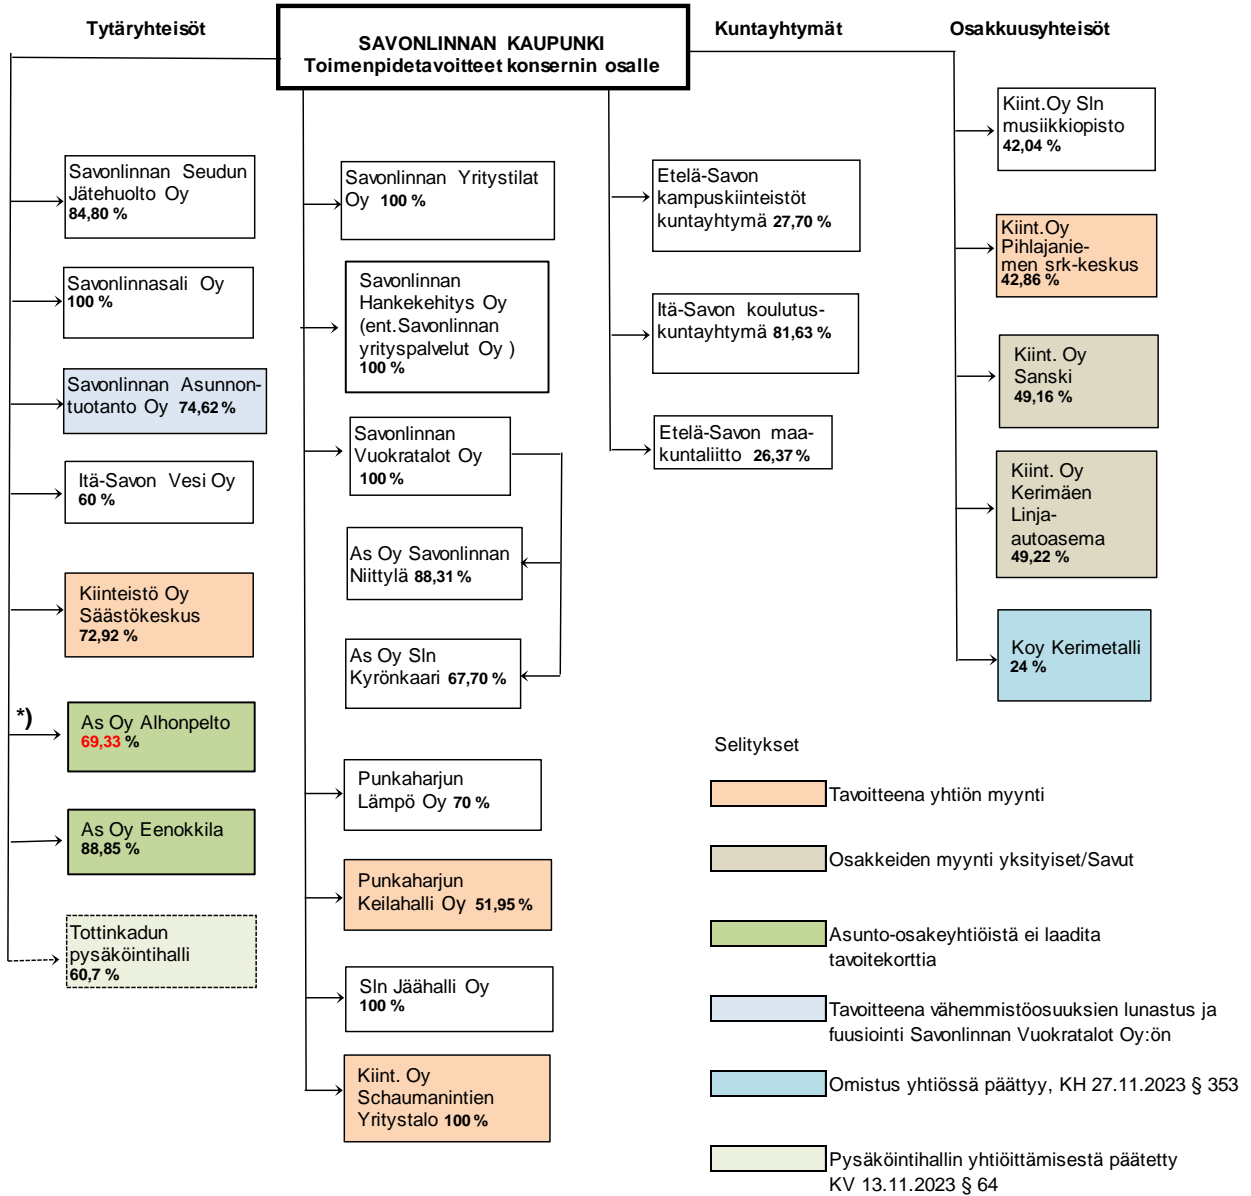 Tytäryhteisöt
SAVONLINNAN KAUPUNKI
Toimenpidetavoitteet konsernin osalle
Kuntayhtymät
Osakkuusyhteisöt
Savonlinnan Seudun
Jätehuolto Oy
84,80 %
Savonlinnasali Oy
100 %
Savonlinnan Asunnon-
tuotanto Oy 74,62 %
Itä-Savon Vesi Oy
60 %
Kiinteistö Oy
Säästökeskus
72,92 %
*)
As Oy Alhonpelto
69,33 %
As Oy Eenokkila
88,85 %
Tottinkadun
pysäköintihalli
60,7 %
Savonlinnan Yritystilat
Oy 100 %
Savonlinnan
Hankekehitys Oy
(ent.Savonlinnan
yrityspalvelut Oy )
100 %
Savonlinnan
Vuokratalot Oy
100 %
As Oy Savonlinnan
Niittylä 88,31 %
As Oy Sln
Kyrönkaari 67,70 %
Punkaharjun
Lämpö Oy 70 %
Punkaharjun
Keilahalli Oy 51,95 %
Sln Jäähalli Oy
100 %
Kiint. Oy
Schaumanintien
Yritystalo 100 %
Etelä-Savon
kampuskiinteistöt
kuntayhtymä 27,70 %
Itä-Savon koulutus-
kuntayhtymä 81,63 %
Etelä-Savon maa-
kuntaliitto 26,37 %
Kiint.Oy Sln
musiikkiopisto
42,04 %
Kiint.Oy
Pihlajanie-
men srk-keskus
42,86 %
Kiint. Oy
Sanski
49,16 %
Kiint. Oy
Kerimäen
Linja-
autoasema
49,22 %
Koy Kerimetalli
24 %
Selitykset
Tavoitteena yhtiön myynti
Osakkeiden myynti yksityiset/Savut
Asunto-osakeyhtiöistä ei laadita
tavoitekorttia
Tavoitteena vähemmistöosuuksien lunastus ja
fuusiointi Savonlinnan Vuokratalot Oy:ön
Omistus yhtiössä päättyy, KH 27.11.2023 § 353
Pysäköintihallin yhtiöittämisestä päätetty
KV 13.11.2023 § 64